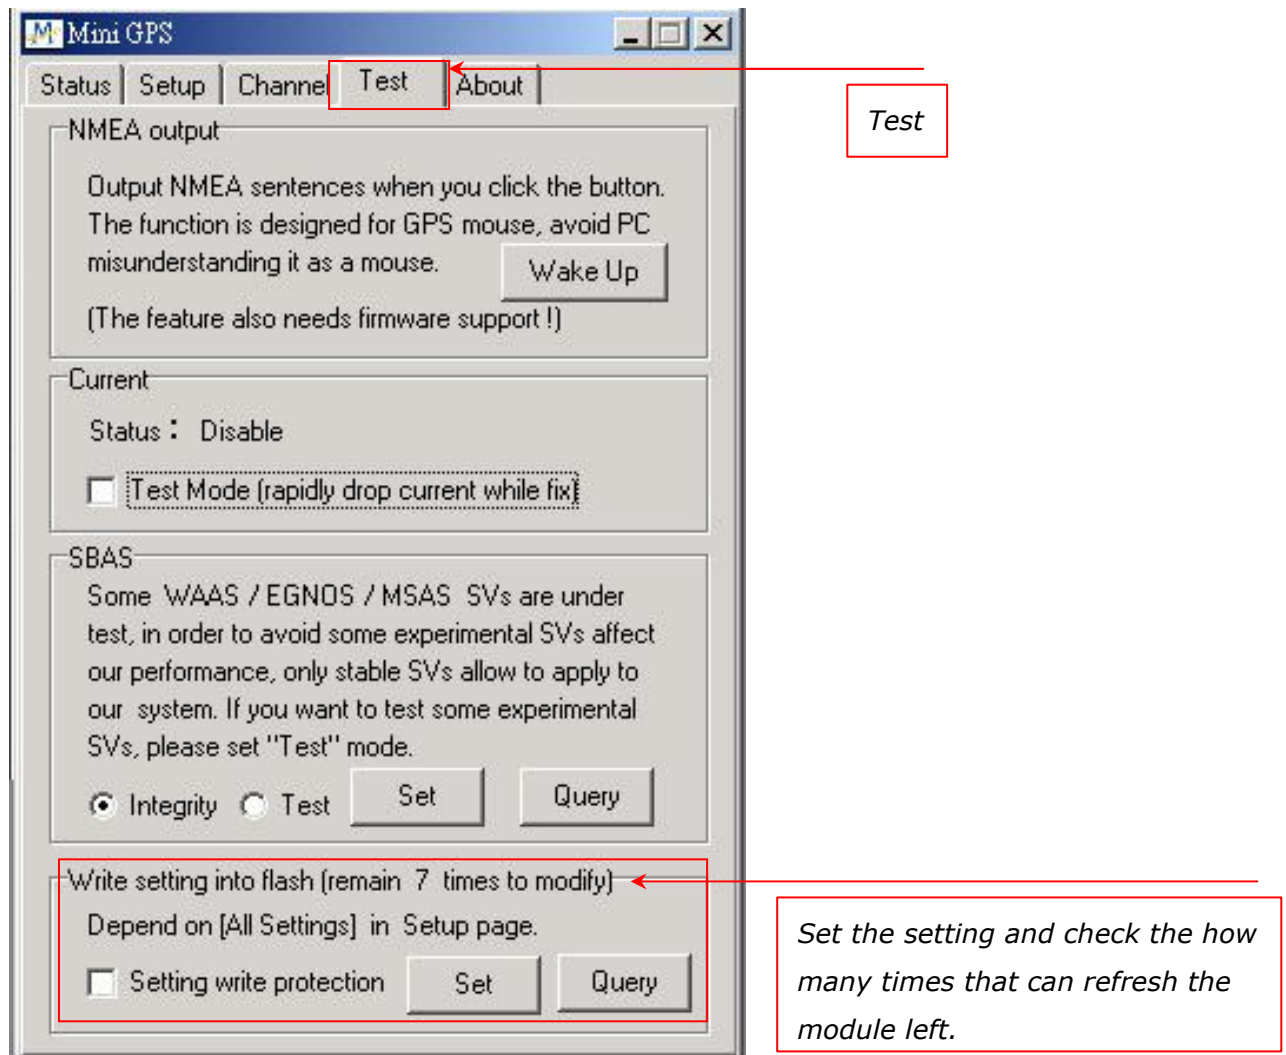 Mini GPS
Status Setup Channel Test About
Test
NMEA output
Output NMEA sentences when you click the button.
The function is designed for GPS mouse, avoid PC
misunderstanding it as a mouse.
Wake Up
(The feature also needs firmware support !)
Current
Status : Disable
Test Mode (rapidly drop current while fix)
SBAS
Some WAAS / EGNOS / MSAS SVs are under
test, in order to avoid some experimental SVs affect
our performance, only stable SVs allow to apply to
our system. If you want to test some experimental
SVs, please set "Test" mode.
Integrity Test Set Query
Write setting into flash (remain 7 times to modify)
Depend on [All Settings] in Setup page.
Setting write protection Set Query
Set the setting and check the how
many times that can refresh the
module left.